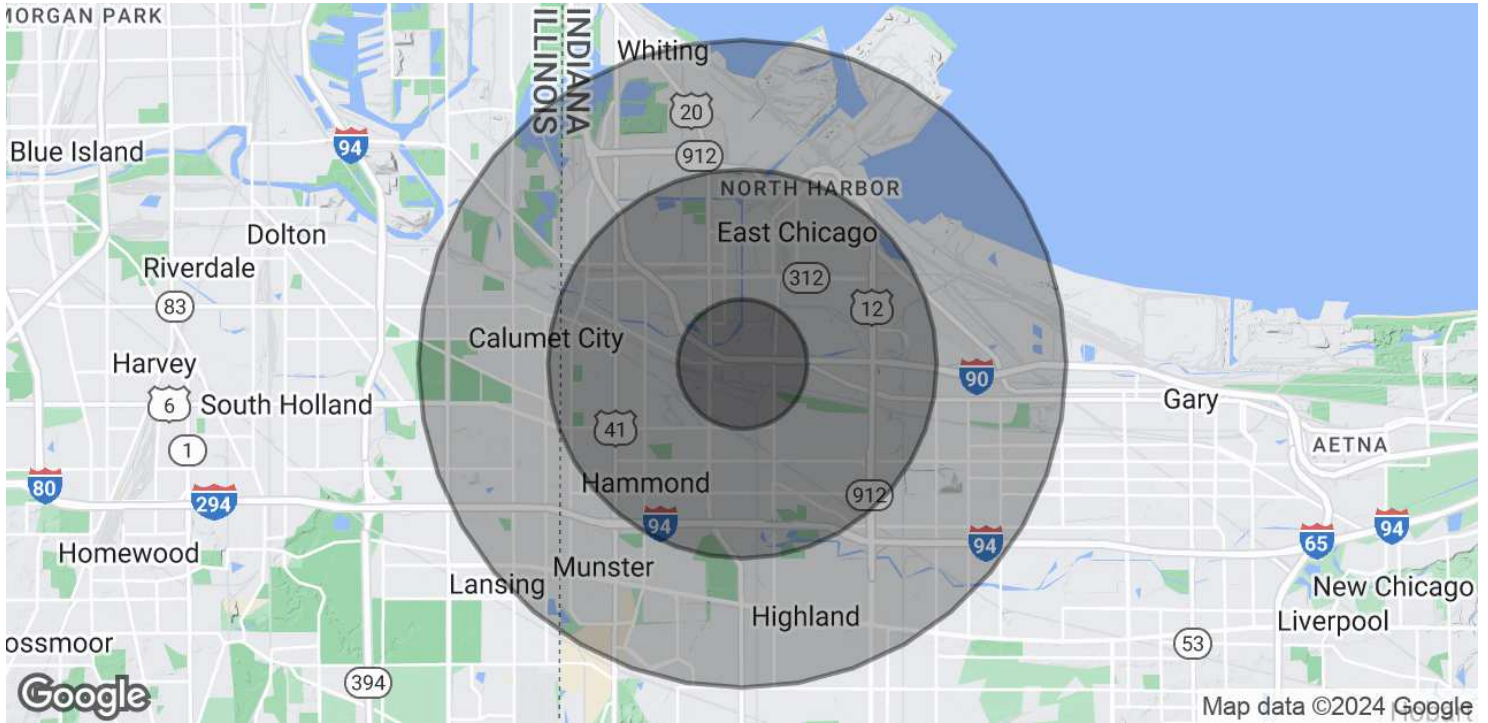 MORGAN PARK
INDIANA
ILLINOIS
Whiting
20
94
912
Blue Island
NORTH HARBOR
East Chicago
Dolton
Riverdale
312
83
12
Calumet City
Harvey
90
6
South Holland
Gary
41
1
AETNA
Hammond
80
294
912
94
94
65
94
Homewood
Munster
Lansing
New Chicago
Highland
Liverpool
ossmoor
53
394
Google
Map data ©2024 Google